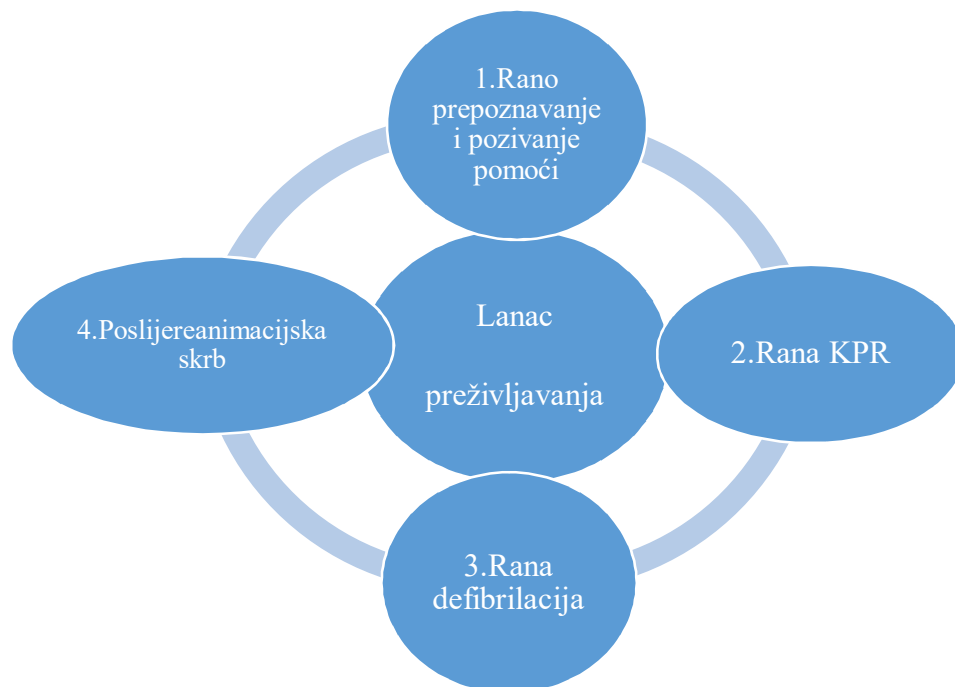 1.Rano
prepoznavanje
i pozivanje
pomoći
Lanac
preživljavanja
2.Rana KPR
3.Rana
defibrilacija
4.Poslijereanimacijska
skrb